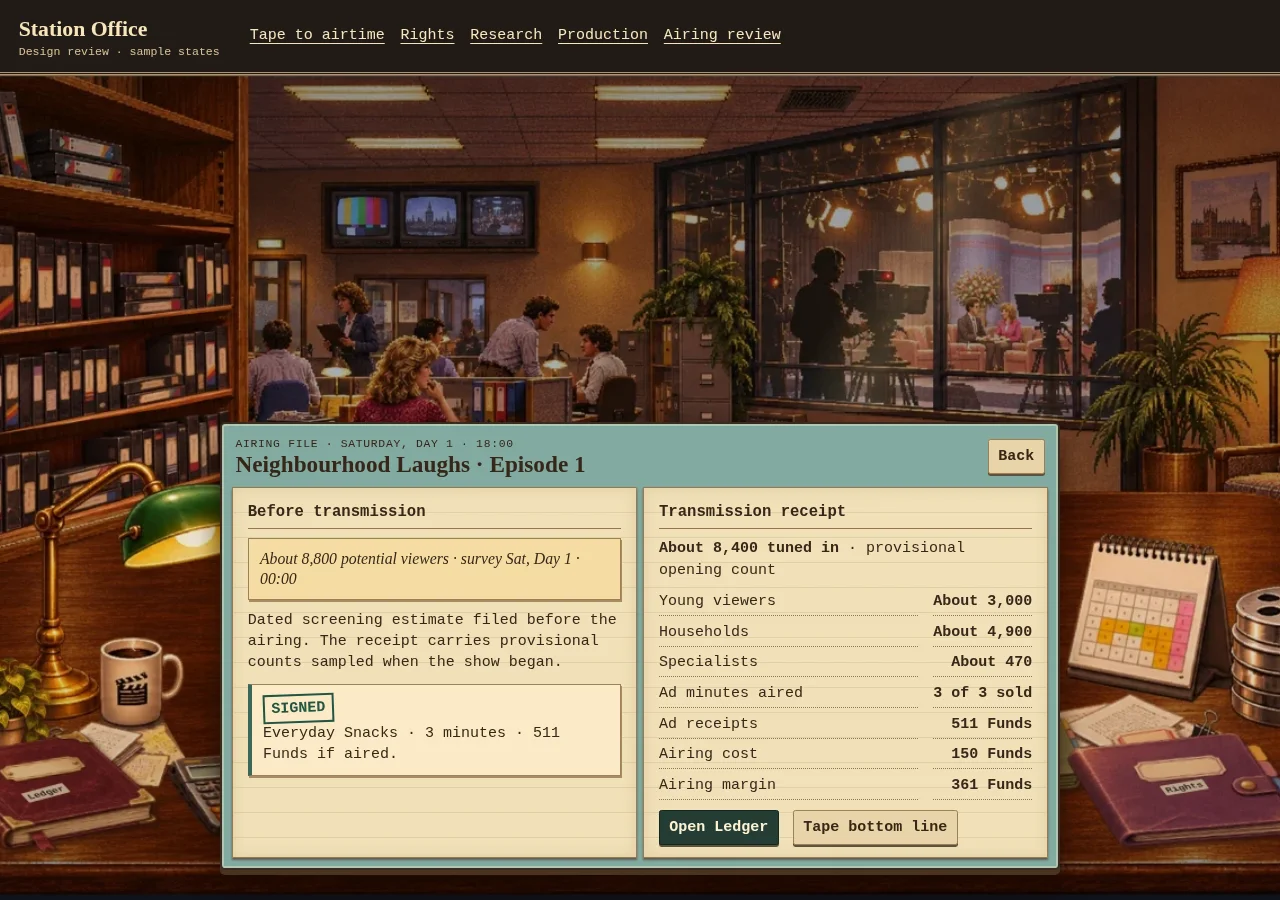 Station Office
Design review · sample states
Tape to airtime Rights Research Production Airing review
AIRING FILE · SATURDAY, DAY 1 · 18:00
Neighbourhood Laughs · Episode 1
Back
Before transmission
About 8,800 potential viewers · survey Sat, Day 1 ·
00:00
Dated screening estimate filed before the
airing. The receipt carries provisional
counts sampled when the show began.
SIGNED
Everyday Snacks · 3 minutes · 511
Funds if aired.
Transmission receipt
About 8,400 tuned in · provisional
opening count
Young viewers About 3,000
Households About 4,900
Specialists About 470
Ad minutes aired 3 of 3 sold
Ad receipts 511 Funds
Airing cost 150 Funds
Airing margin 361 Funds
Open Ledger Tape bottom line
Ledger
Rights